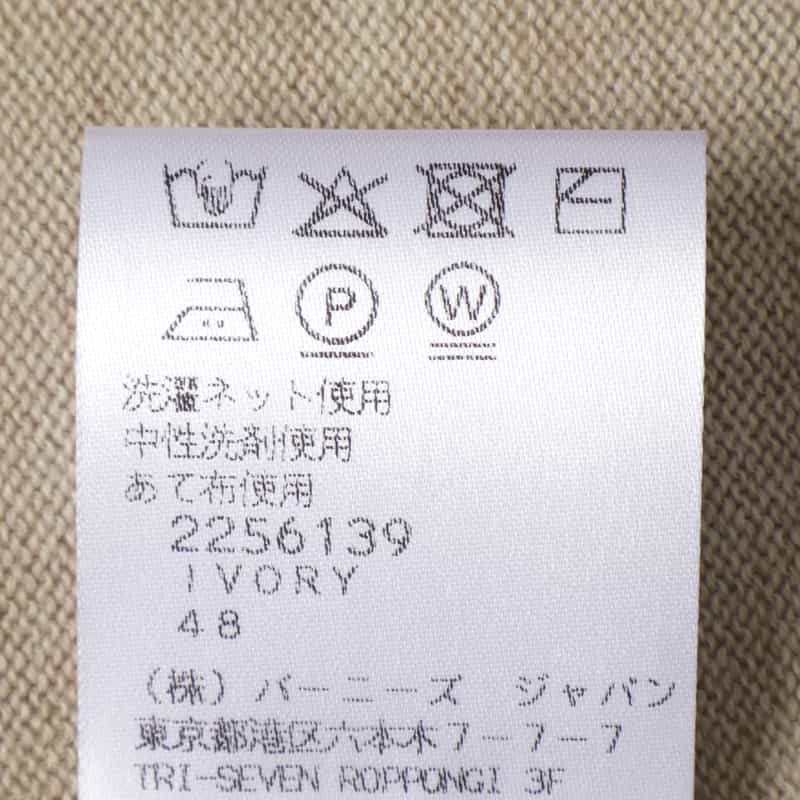 P W
洗濯ネット使用
中性洗剤使用
あて布使用
2256139
IVORY
48
(株)バーニーズ ジャパン
東京都港区六本木7-7-7
TRI-SEVEN ROPPONGI 3F